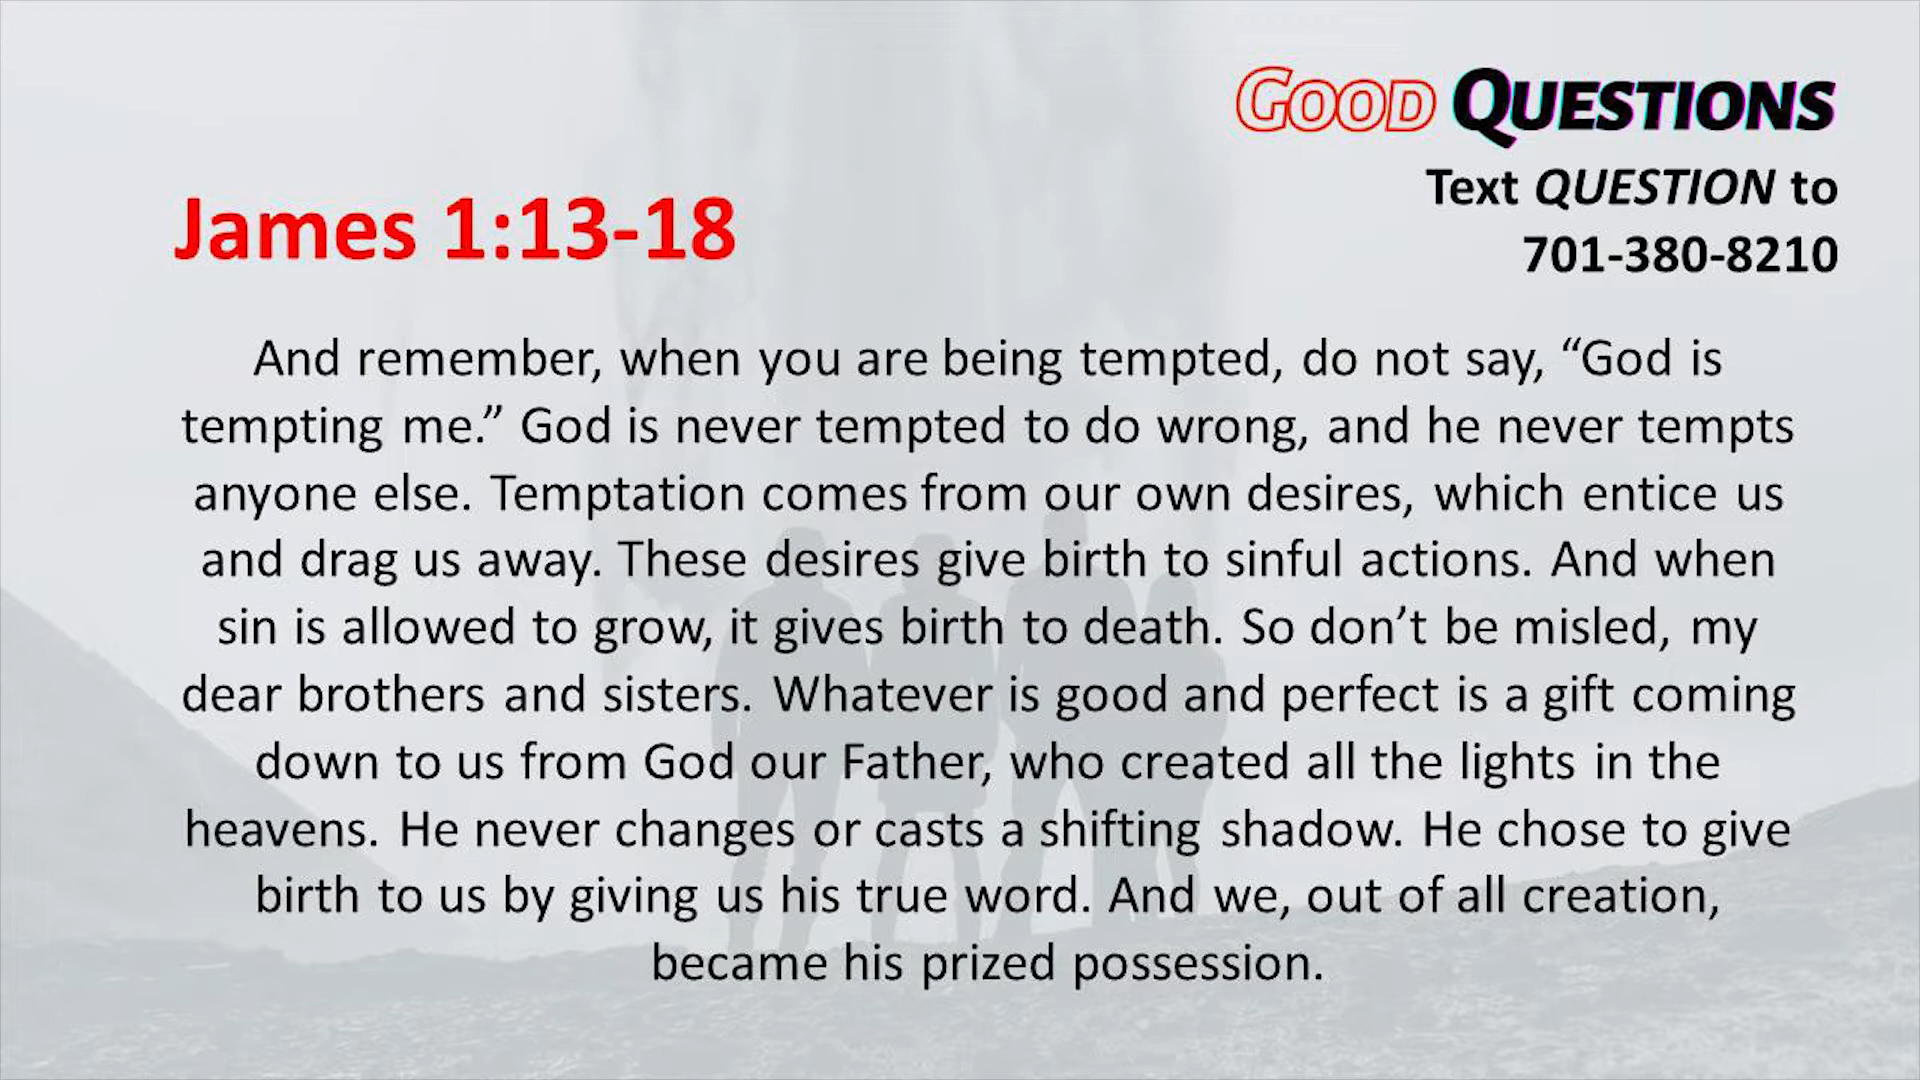 GOOD QUESTIONS
Text QUESTION to
701-380-8210
James 1:13-18
And remember, when you are being tempted, do not say, “God is
tempting me.” God is never tempted to do wrong, and he never tempts
anyone else. Temptation comes from our own desires, which entice us
and drag us away. These desires give birth to sinful actions. And when
sin is allowed to grow, it gives birth to death. So don’t be misled, my
dear brothers and sisters. Whatever is good and perfect is a gift coming
down to us from God our Father, who created all the lights in the
heavens. He never changes or casts a shifting shadow. He chose to give
birth to us by giving us his true word. And we, out of all creation,
became his prized possession.